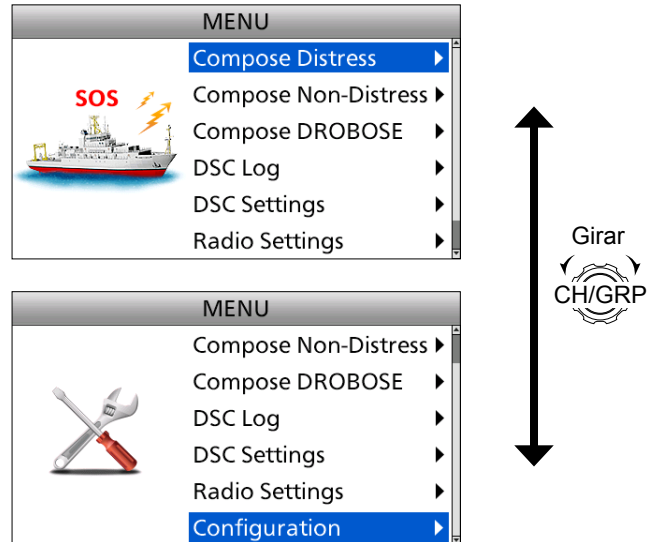 MENU
Compose Distress
SOS
Compose Non-Distress
Compose DROBOSE
DSC Log
DSC Settings
Radio Settings
Girar
CH/GRP
MENU
Compose Non-Distress
Compose DROBOSE
DSC Log
DSC Settings
Radio Settings
Configuration